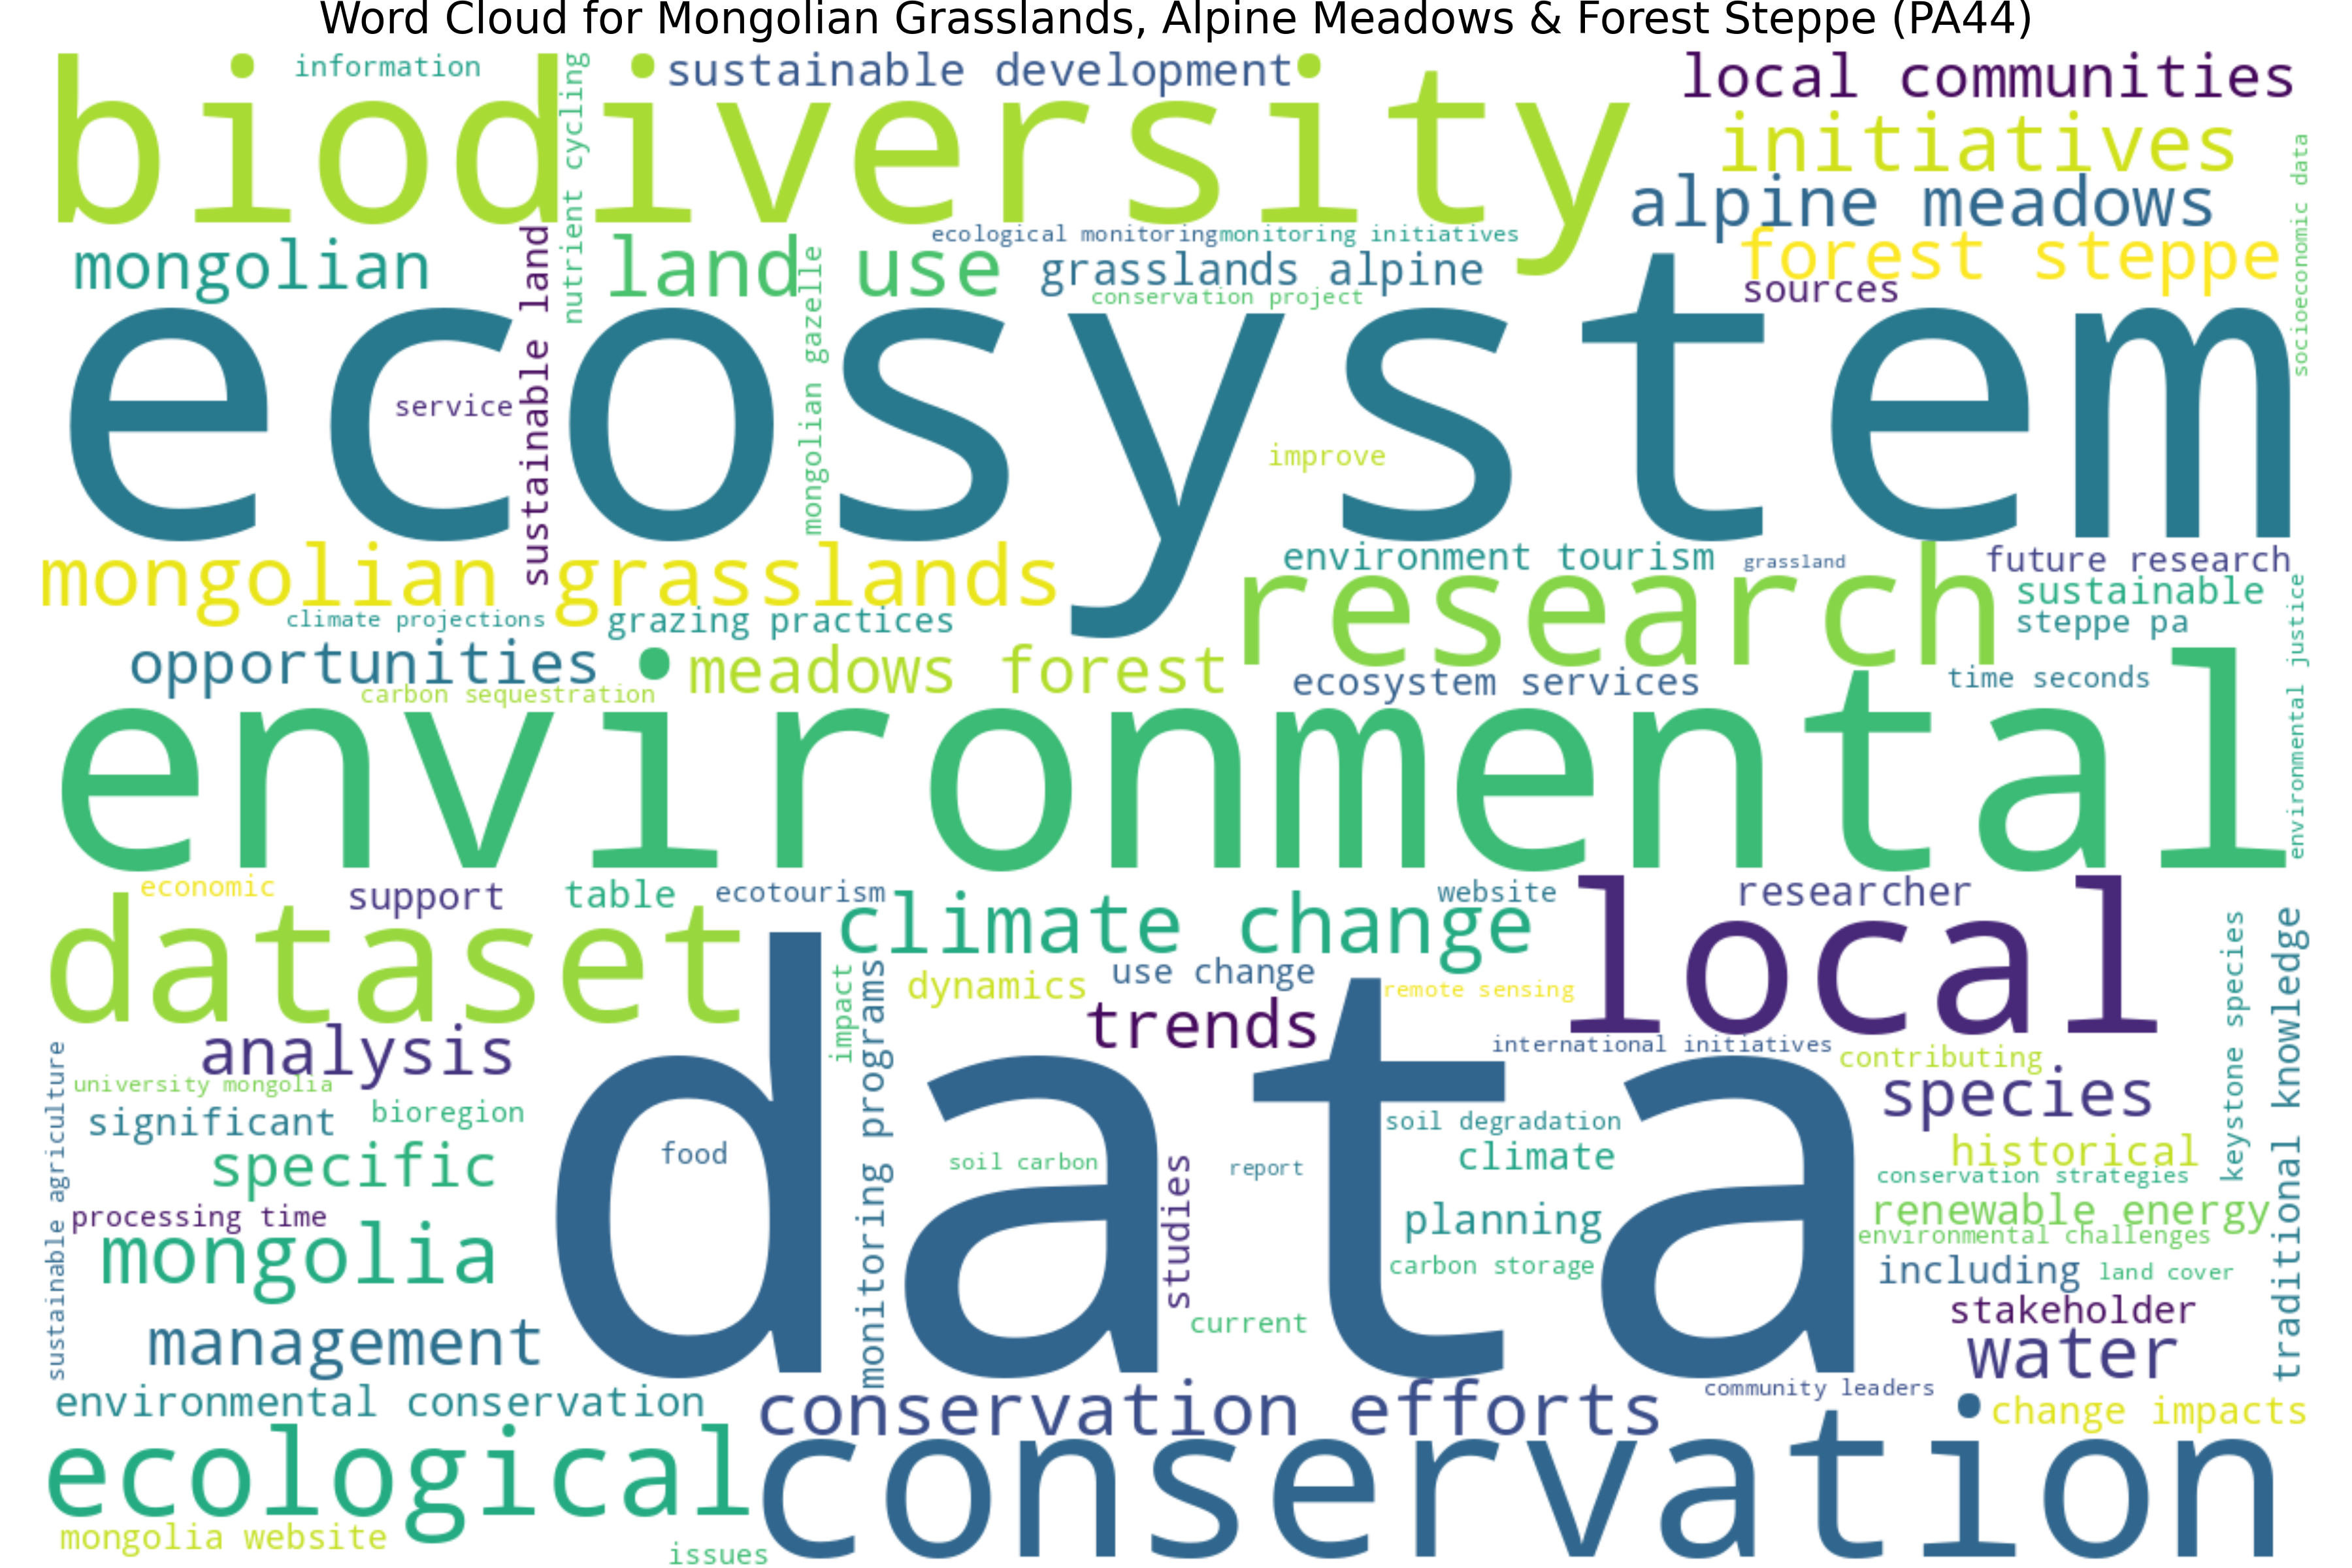 Word Cloud for Mongolian Grasslands, Alpine Meadows & Forest Steppe (PA44)
information
sustainable development
local communities
biodiversity
nutrient cycling
initiatives
socioeconomic data
alpine meadows
ecological monitoring
monitoring initiatives
mongolian
sustainable land
land use
mongolian gazelle
grasslands alpine
forest steppe
conservation project
sources
ecosystem
service
improve
mongolian grasslands
environment tourism
grassland
future research
climate projections
grazing practices
research
sustainable
steppe pa
environmental justice
opportunities
meadows forest
ecosystem services
time seconds
carbon sequestration
environmental
economic
support
table
ecotourism
climate change
website
researcher
dataset
local
keystone species
traditional knowledge
impact
monitoring programs
dynamics
use change
remote sensing
trends
analysis
international initiatives
contributing
sustainable agriculture
university mongolia
species
significant
bioregion
data
soil degradation
food
soil carbon
studies
report
climate
historical
specific
conservation strategies
processing time
planning
renewable energy
environmental challenges
mongolia
carbon storage
including
land cover
current
stakeholder
management
water
environmental conservation
conservation efforts
community leaders
change impacts
ecological
conservation
mongolia website
issues